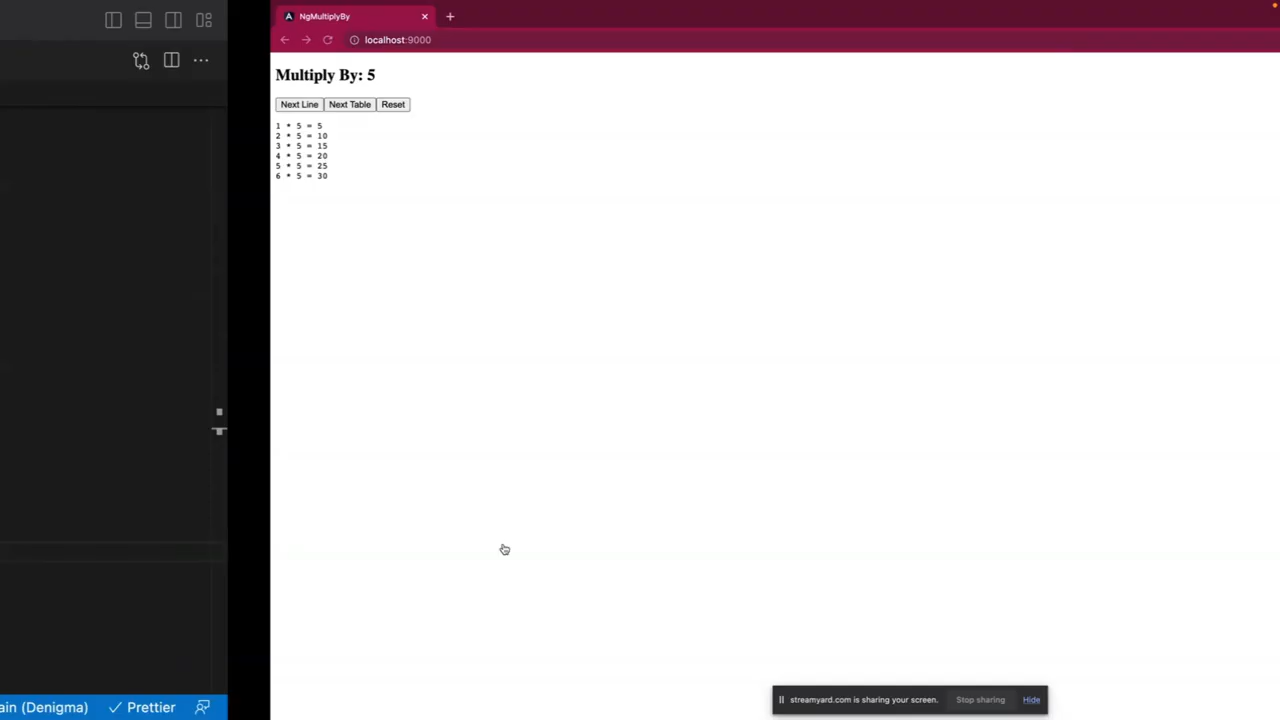 NgMultiplyBy
localhost:9000
Multiply By: 5
Next Line Next Table Reset
1 * 5 = 5
2 * 5 = 10
3 * 5 = 15
4 * 5 = 20
5 * 5 = 25
6 * 5 = 30
streamyard.com is sharing your screen. Stop sharing Hide
ain (Denigma) Prettier